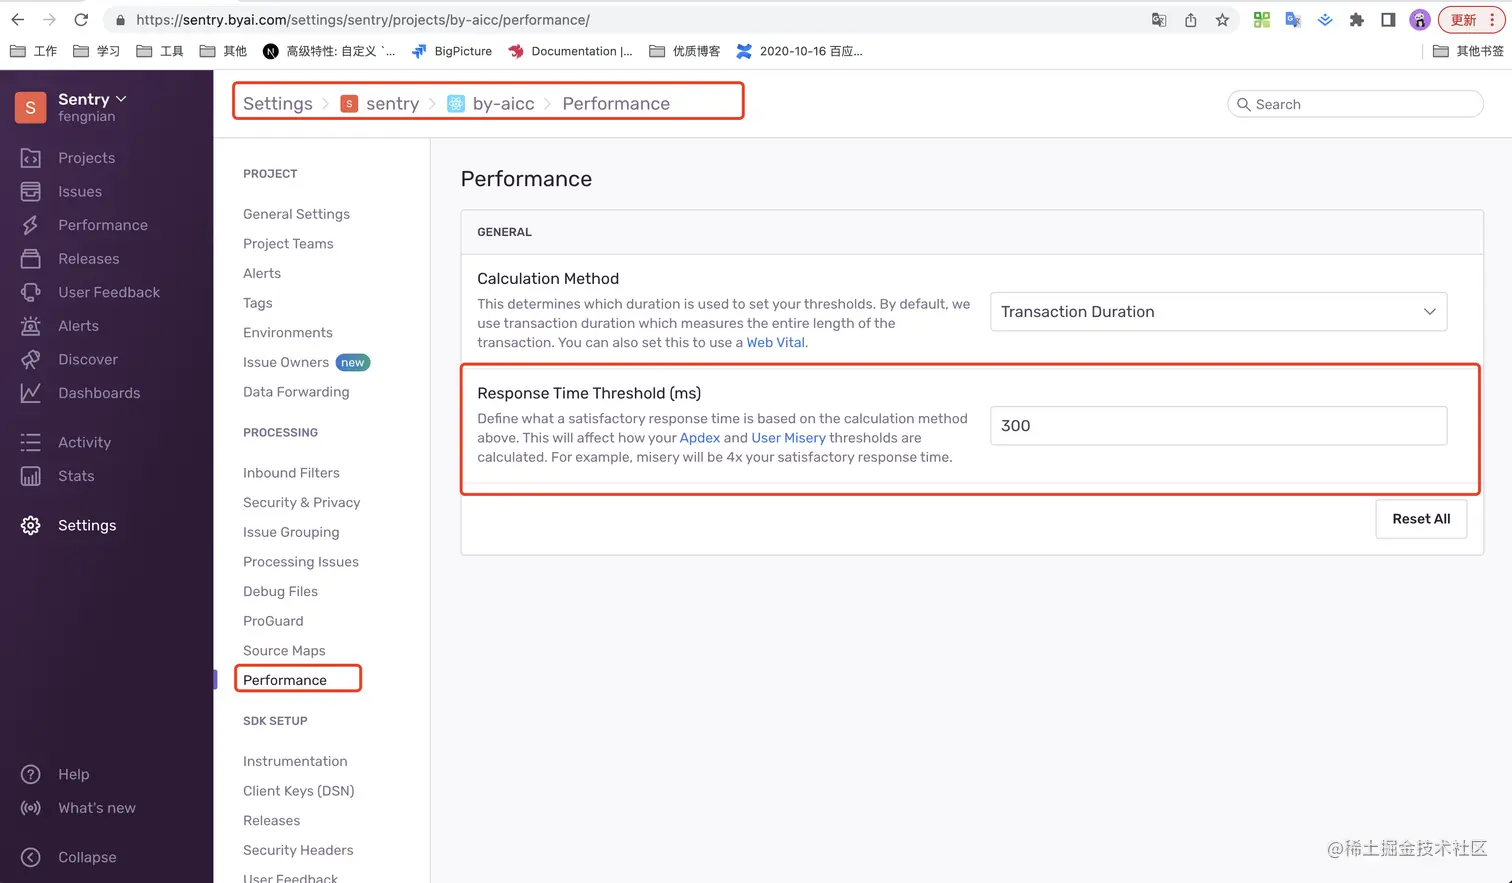 https://sentry.byai.com/settings/sentry/projects/by-aicc/performance/
更新
工作 学习 工具 其他 N 高级特性: 自定义 `... BigPicture Documentation |... 优质博客 2020-10-16 百应... 其他书签
S Sentry
fengnian
Projects
Issues
Performance
Releases
User Feedback
Alerts
Discover
Dashboards
Activity
Stats
Settings
Help
What's new
Collapse
Settings S sentry by-aicc Performance
Search
PROJECT
General Settings
Project Teams
Alerts
Tags
Environments
Issue Owners new
Data Forwarding
PROCESSING
Inbound Filters
Security & Privacy
Issue Grouping
Processing Issues
Debug Files
ProGuard
Source Maps
Performance
SDK SETUP
Instrumentation
Client Keys (DSN)
Releases
Security Headers
User Feedback
Performance
GENERAL
Calculation Method
This determines which duration is used to set your thresholds. By default, we
use transaction duration which measures the entire length of the
transaction. You can also set this to use a Web Vital.
Transaction Duration
Response Time Threshold (ms)
Define what a satisfactory response time is based on the calculation method
above. This will affect how your Apdex and User Misery thresholds are
calculated. For example, misery will be 4x your satisfactory response time.
300
Reset All
@稀土掘金技术社区